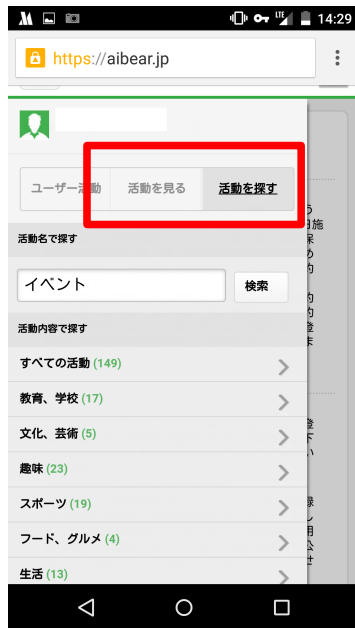 LTE 14:29
https://aibear.jp
ユーザー活動 活動を見る 活動を探す
活動名で探す
イベント 検索
活動内容で探す
すべての活動 (149)
教育、学校 (17)
文化、芸術 (5)
趣味 (23)
スポーツ (19)
フード、グルメ (4)
生活 (13)